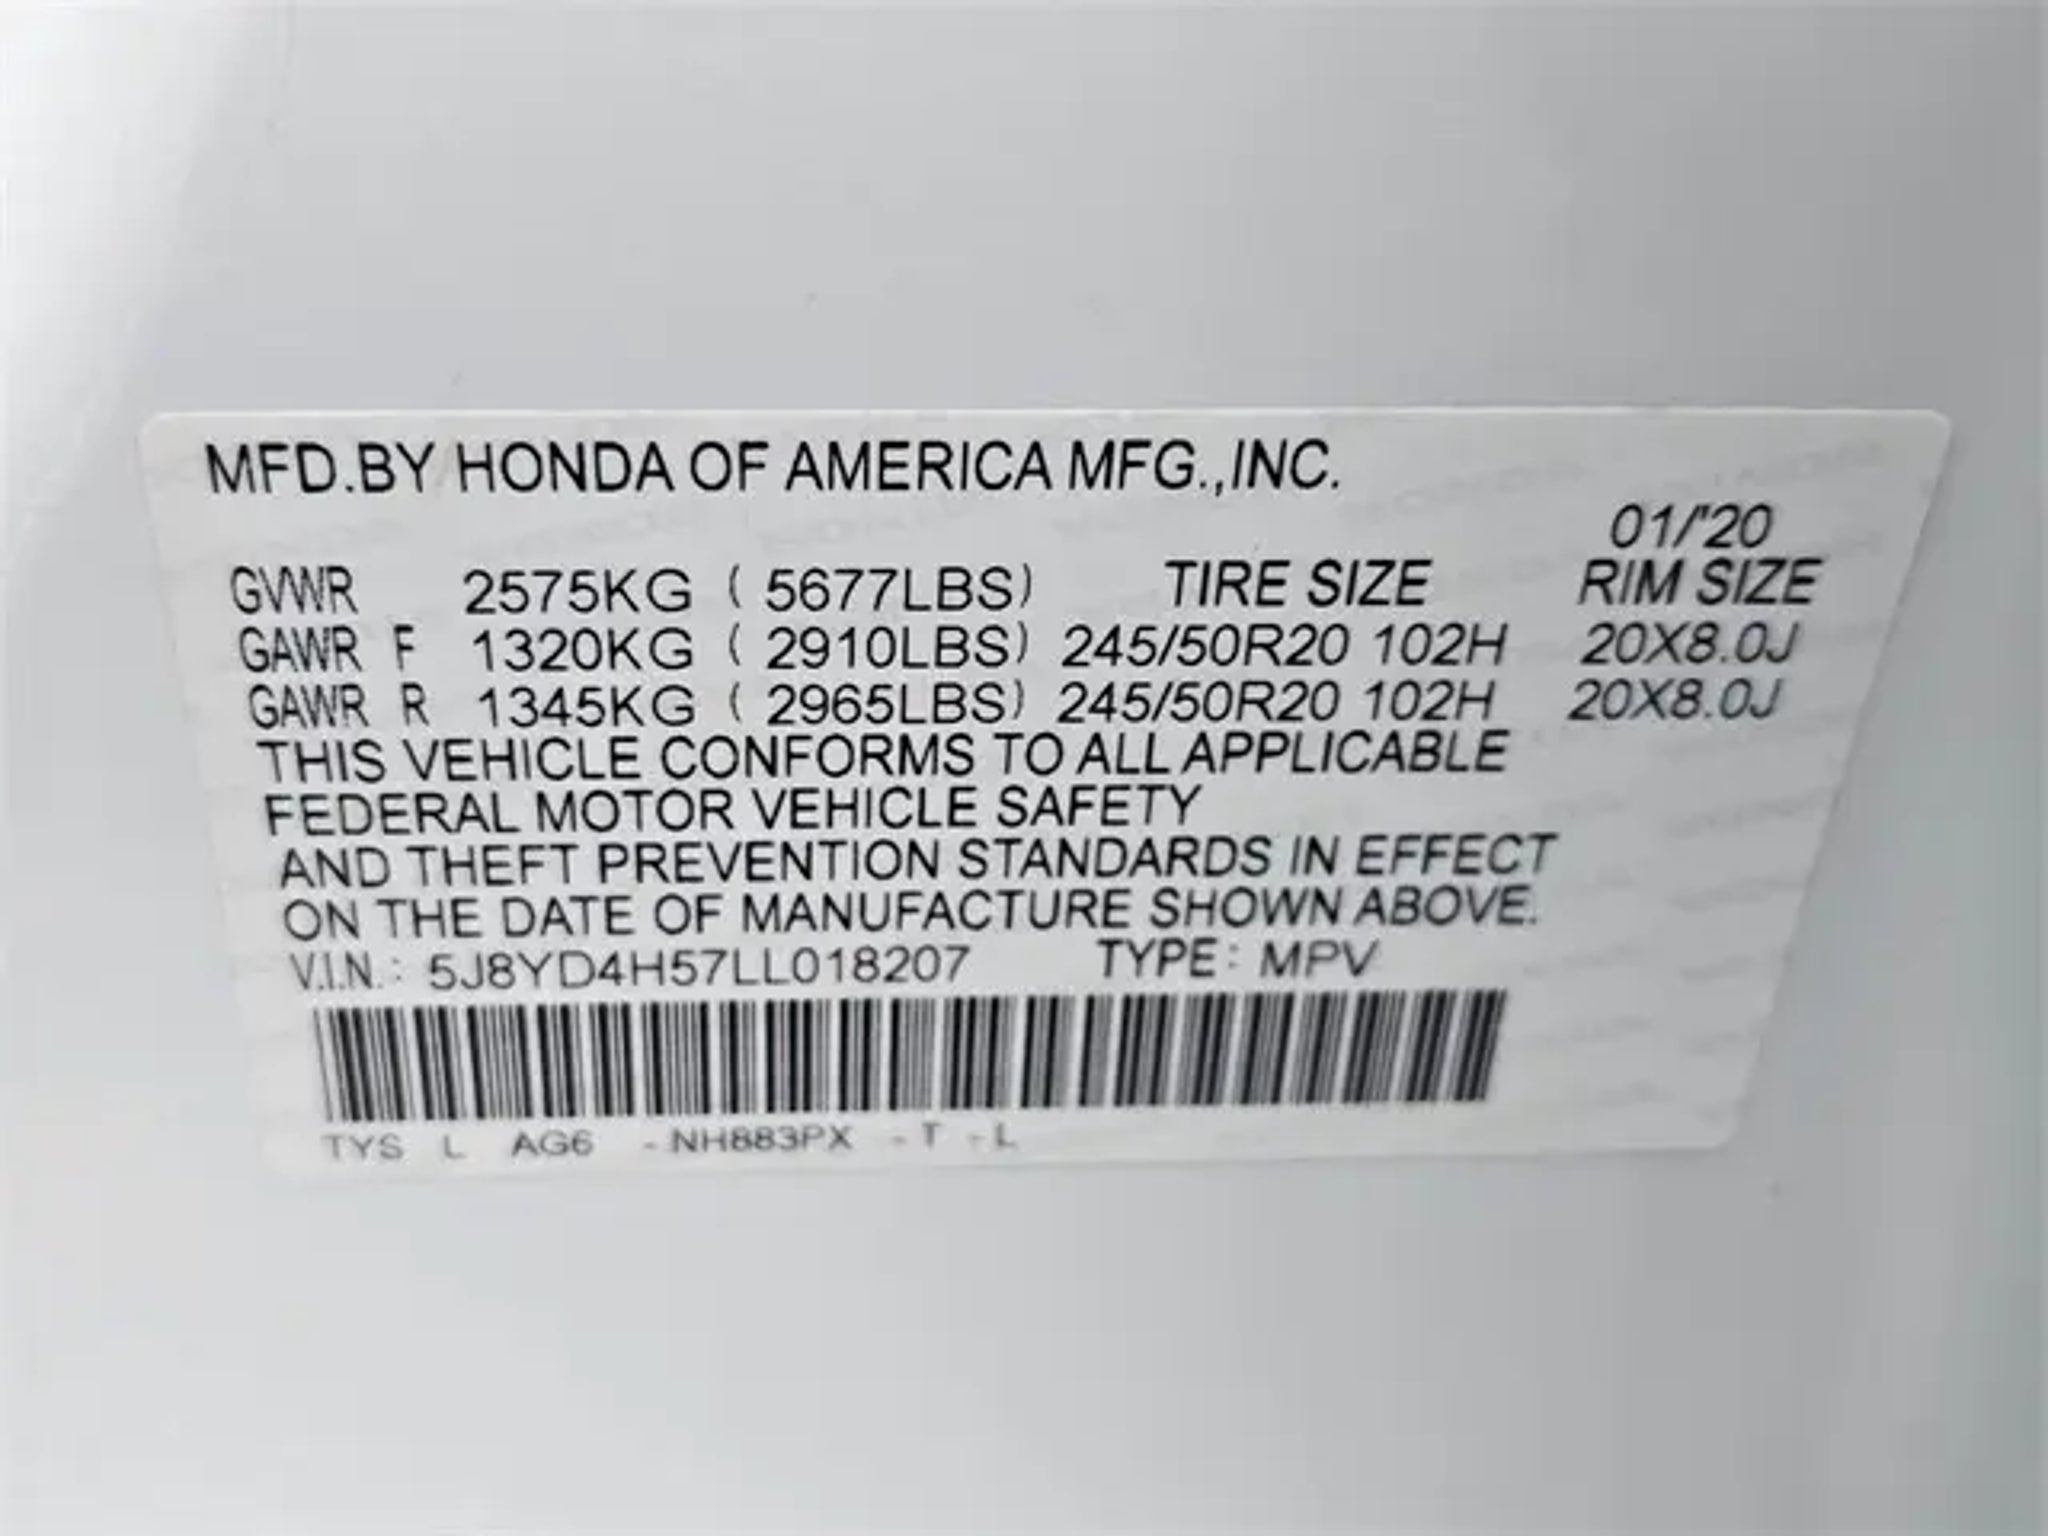 MFD.BY HONDA OF AMERICA MFG.,INC.
01/'20
GVWR 2575KG ( 5677LBS) TIRE SIZE RIM SIZE
GAWR F 1320KG ( 2910LBS) 245/50R20 102H 20X8.0J
GAWR R 1345KG ( 2965LBS) 245/50R20 102H 20X8.0J
THIS VEHICLE CONFORMS TO ALL APPLICABLE
FEDERAL MOTOR VEHICLE SAFETY
AND THEFT PREVENTION STANDARDS IN EFFECT
ON THE DATE OF MANUFACTURE SHOWN ABOVE.
V.I.N.: 5J8YD4H57LL018207 TYPE: MPV
TYS L AG6 - NH883PX - T - L